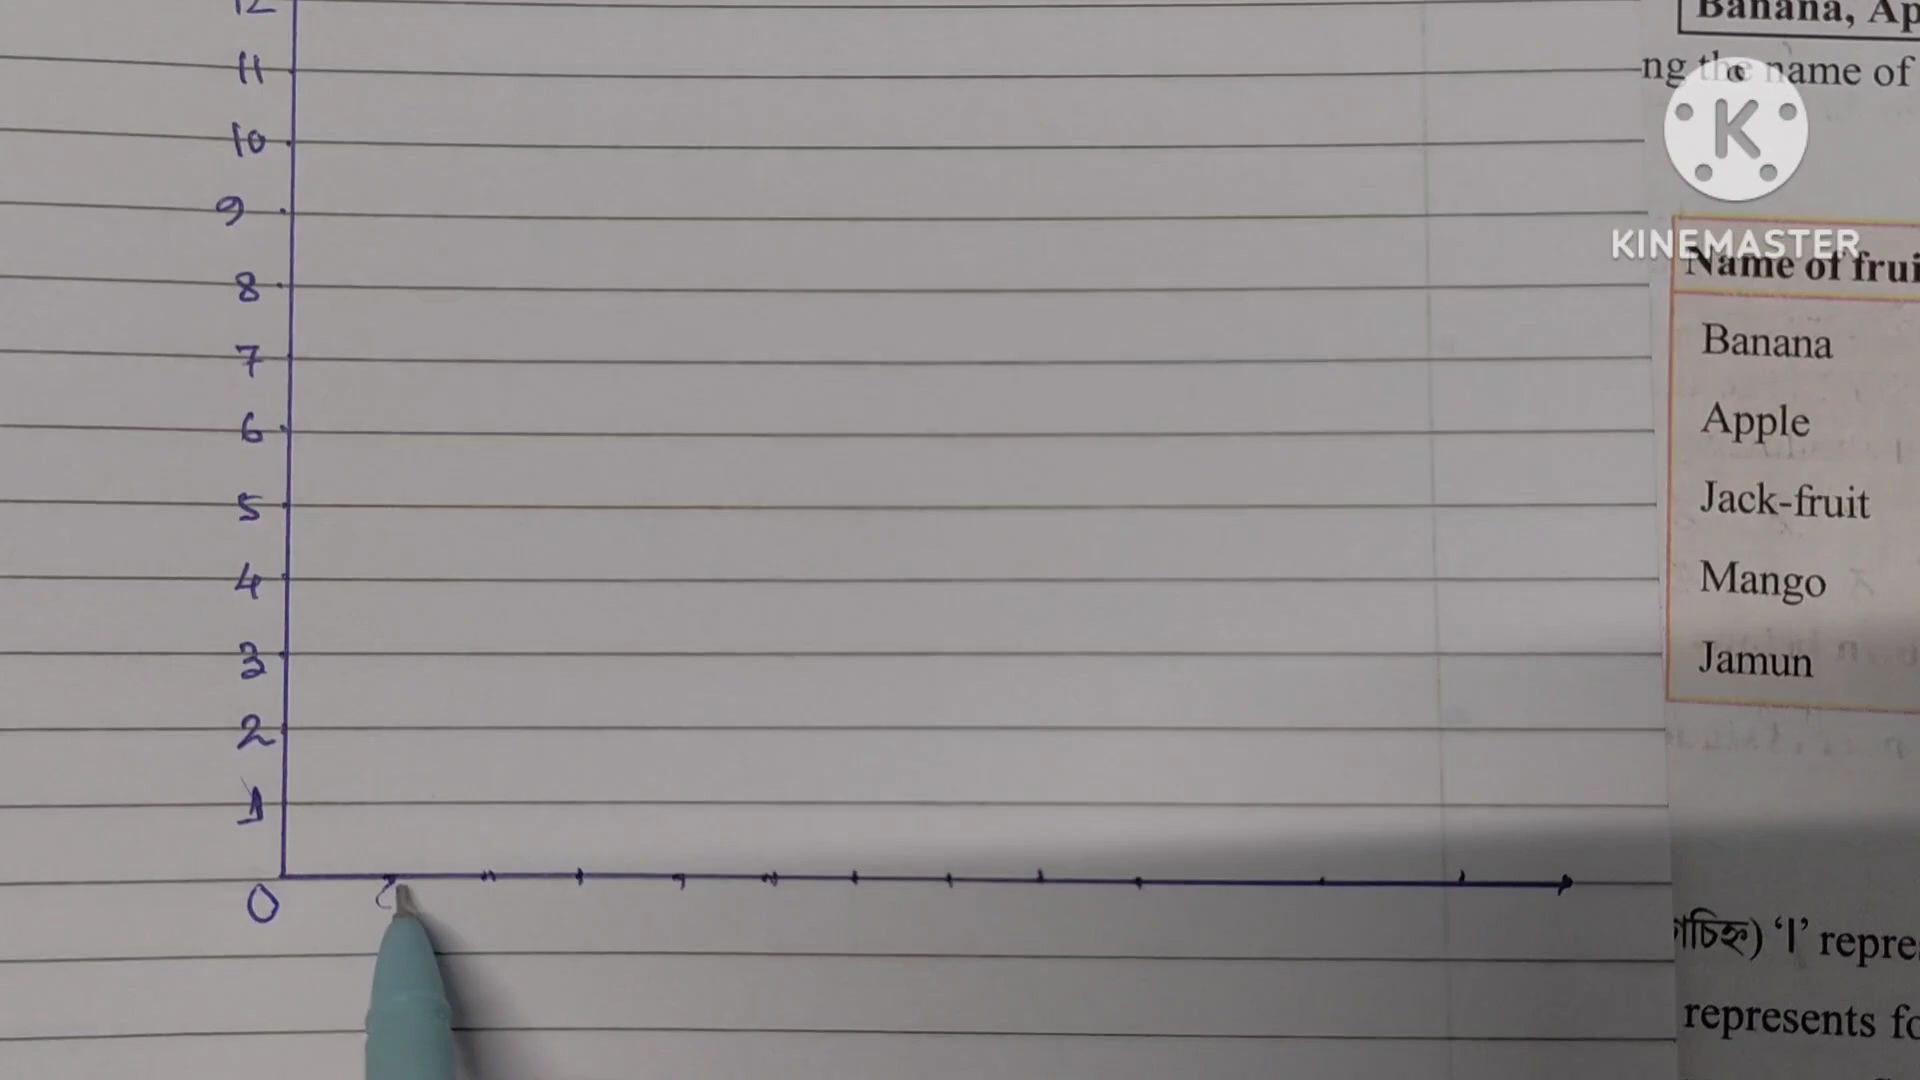 12
11
10
9
8
7
6
5
4
3
2
1
0
Banana, Ap
ng the name of
KINEMASTER
Name of frui
Banana
Apple
Jack-fruit
Mango
Jamun
চিহ্ন) ‘l’ repre
represents fo